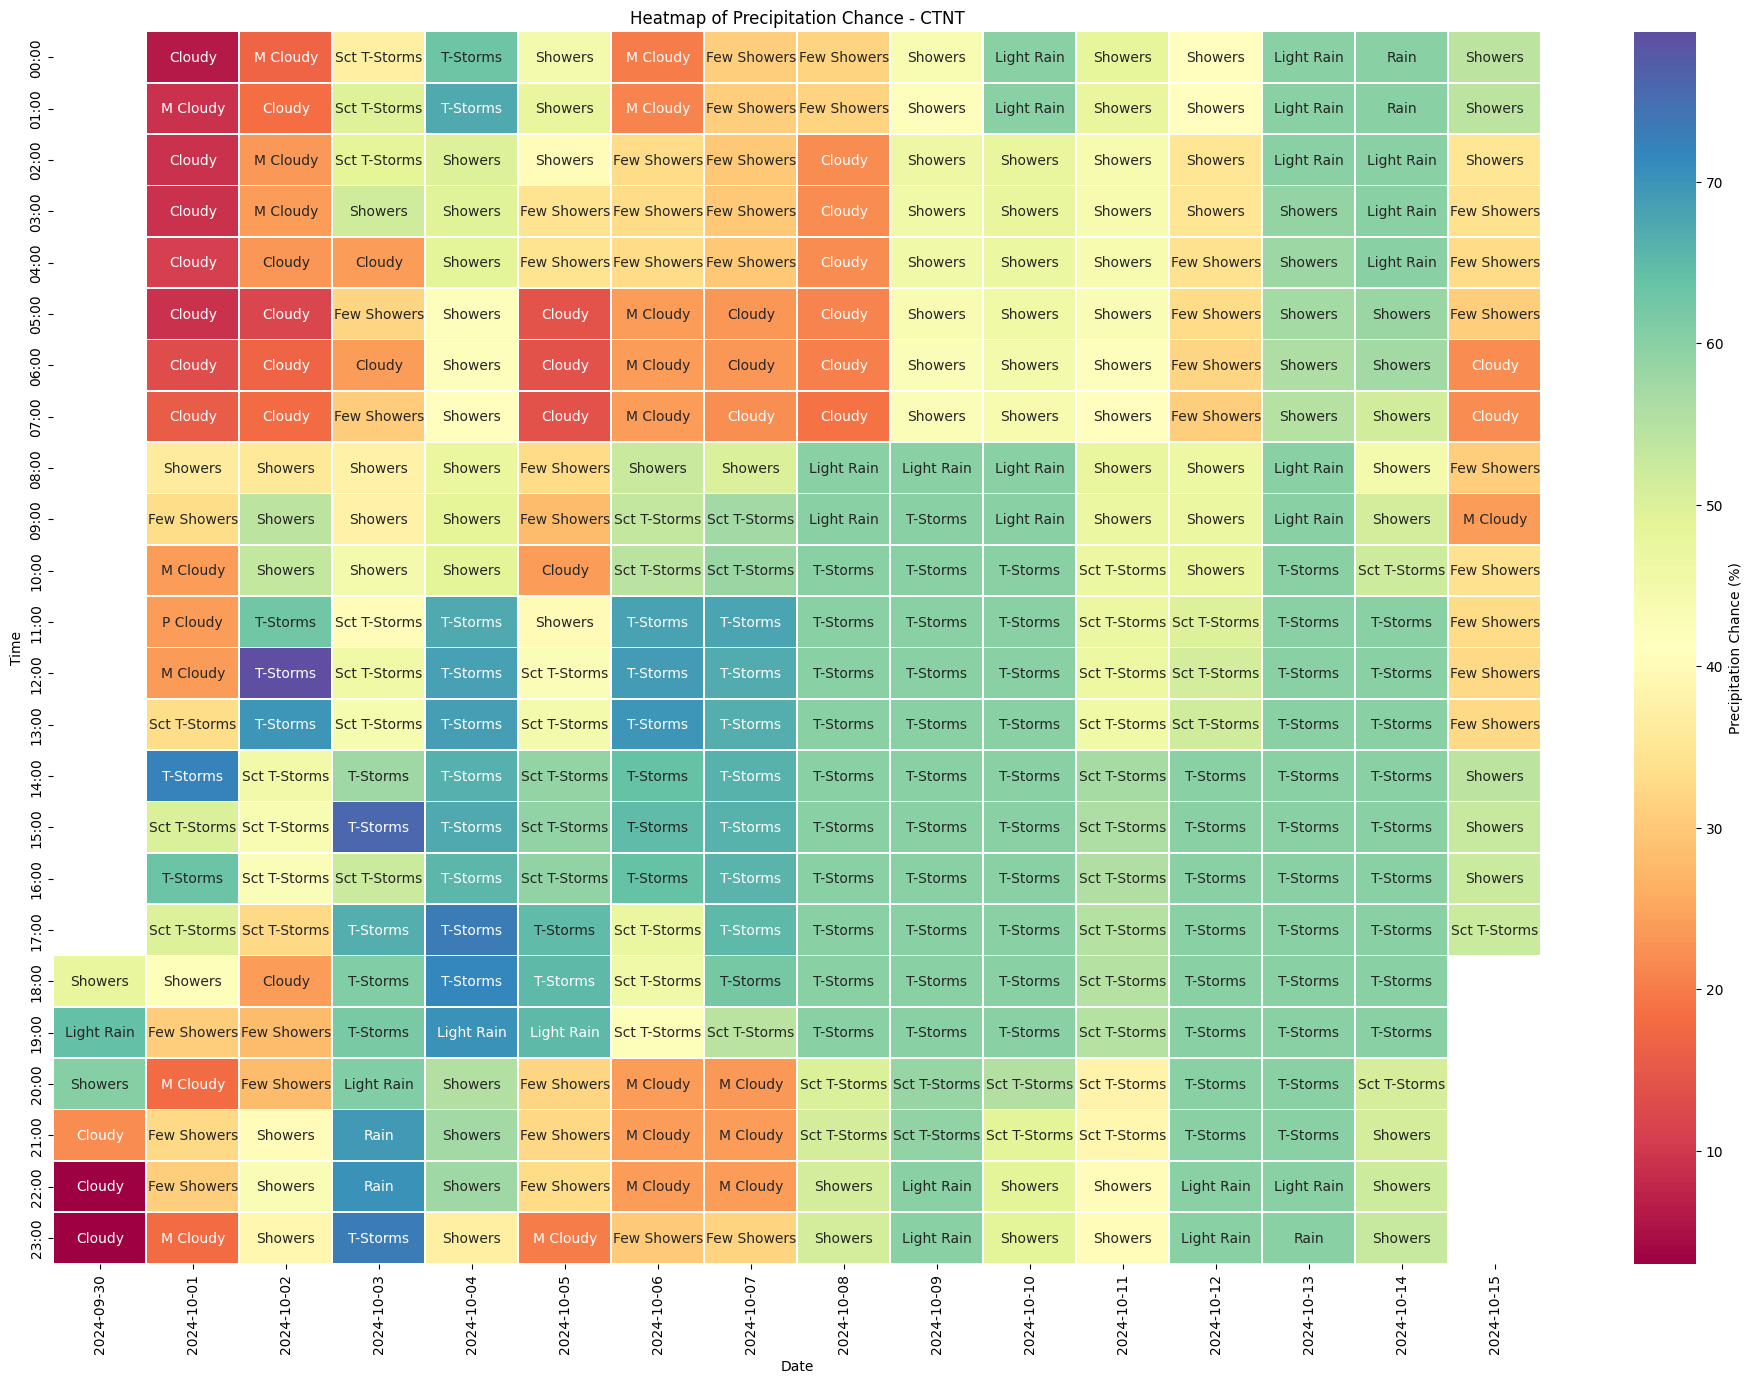 Heatmap of Precipitation Chance - CTNT
00:00 Cloudy M Cloudy Sct T-Storms T-Storms Showers M Cloudy Few Showers Few Showers Showers Light Rain Showers Showers Light Rain Rain Showers
01:00 M Cloudy Cloudy Sct T-Storms T-Storms Showers M Cloudy Few Showers Few Showers Showers Light Rain Showers Showers Light Rain Rain Showers
02:00 Cloudy M Cloudy Sct T-Storms Showers Showers Few Showers Few Showers Cloudy Showers Showers Showers Showers Light Rain Light Rain Showers
03:00 Cloudy M Cloudy Showers Showers Few Showers Few Showers Few Showers Cloudy Showers Showers Showers Showers Showers Light Rain Few Showers
04:00 Cloudy Cloudy Cloudy Showers Few Showers Few Showers Few Showers Cloudy Showers Showers Showers Few Showers Showers Light Rain Few Showers
05:00 Cloudy Cloudy Few Showers Showers Cloudy M Cloudy Cloudy Cloudy Showers Showers Showers Few Showers Showers Showers Few Showers
06:00 Cloudy Cloudy Cloudy Showers Cloudy M Cloudy Cloudy Cloudy Showers Showers Showers Few Showers Showers Showers Cloudy
07:00 Cloudy Cloudy Few Showers Showers Cloudy M Cloudy Cloudy Cloudy Showers Showers Showers Few Showers Showers Showers Cloudy
08:00 Showers Showers Showers Showers Few Showers Showers Showers Light Rain Light Rain Light Rain Showers Showers Light Rain Showers Few Showers
09:00 Few Showers Showers Showers Showers Few Showers Sct T-Storms Sct T-Storms Light Rain T-Storms Light Rain Showers Showers Light Rain Showers M Cloudy
10:00 M Cloudy Showers Showers Showers Cloudy Sct T-Storms Sct T-Storms T-Storms T-Storms T-Storms Sct T-Storms Showers T-Storms Sct T-Storms Few Showers
11:00 P Cloudy T-Storms Sct T-Storms T-Storms Showers T-Storms T-Storms T-Storms T-Storms T-Storms Sct T-Storms Sct T-Storms T-Storms T-Storms Few Showers
12:00 M Cloudy T-Storms Sct T-Storms T-Storms Sct T-Storms T-Storms T-Storms T-Storms T-Storms T-Storms Sct T-Storms Sct T-Storms T-Storms T-Storms Few Showers
13:00 Sct T-Storms T-Storms Sct T-Storms T-Storms Sct T-Storms T-Storms T-Storms T-Storms T-Storms T-Storms Sct T-Storms Sct T-Storms T-Storms T-Storms Few Showers
14:00 T-Storms Sct T-Storms T-Storms T-Storms Sct T-Storms T-Storms T-Storms T-Storms T-Storms T-Storms Sct T-Storms T-Storms T-Storms T-Storms Showers
15:00 Sct T-Storms Sct T-Storms T-Storms T-Storms Sct T-Storms T-Storms T-Storms T-Storms T-Storms T-Storms Sct T-Storms T-Storms T-Storms T-Storms Showers
16:00 T-Storms Sct T-Storms Sct T-Storms T-Storms Sct T-Storms T-Storms T-Storms T-Storms T-Storms T-Storms Sct T-Storms T-Storms T-Storms T-Storms Showers
17:00 Sct T-Storms Sct T-Storms T-Storms T-Storms T-Storms Sct T-Storms T-Storms T-Storms T-Storms T-Storms Sct T-Storms T-Storms T-Storms T-Storms Sct T-Storms
18:00 Showers Showers Cloudy T-Storms T-Storms T-Storms Sct T-Storms T-Storms T-Storms T-Storms T-Storms Sct T-Storms T-Storms T-Storms T-Storms
19:00 Light Rain Few Showers Few Showers T-Storms Light Rain Light Rain Sct T-Storms Sct T-Storms T-Storms T-Storms T-Storms Sct T-Storms T-Storms T-Storms T-Storms
20:00 Showers M Cloudy Few Showers Light Rain Showers Few Showers M Cloudy M Cloudy Sct T-Storms Sct T-Storms Sct T-Storms Sct T-Storms T-Storms T-Storms Sct T-Storms
21:00 Cloudy Few Showers Showers Rain Showers Few Showers M Cloudy M Cloudy Sct T-Storms Sct T-Storms Sct T-Storms Sct T-Storms T-Storms T-Storms Showers
22:00 Cloudy Few Showers Showers Rain Showers Few Showers M Cloudy M Cloudy Showers Light Rain Showers Showers Light Rain Light Rain Showers
23:00 Cloudy M Cloudy Showers T-Storms Showers M Cloudy Few Showers Few Showers Showers Light Rain Showers Showers Light Rain Rain Showers
2024-09-30 2024-10-01 2024-10-02 2024-10-03 2024-10-04 2024-10-05 2024-10-06 2024-10-07 2024-10-08 2024-10-09 2024-10-10 2024-10-11 2024-10-12 2024-10-13 2024-10-14 2024-10-15
Date
Time
70
60
50
40
30
20
10
Precipitation Chance (%)